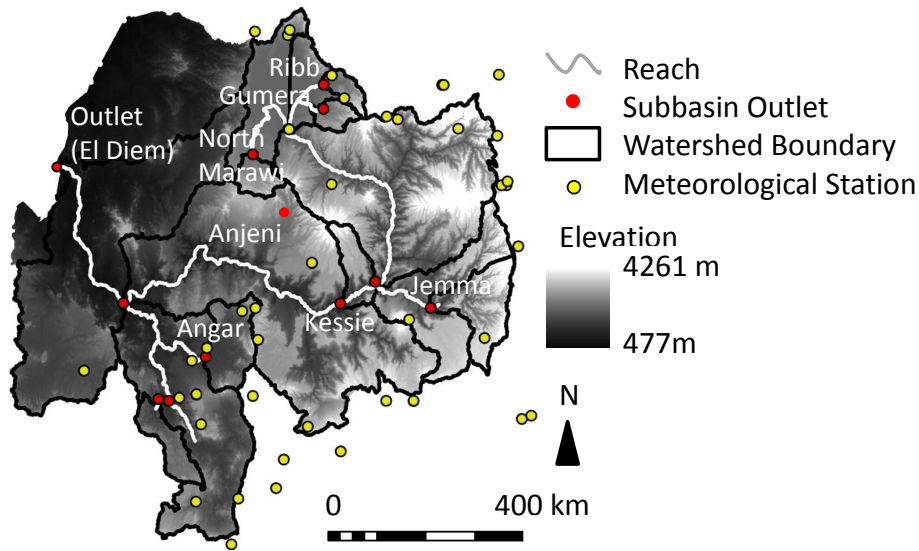 Ribb
Gumera
Outlet
(El Diem)
North
Marawi
Anjeni
Jemma
Kessie
Angar
Reach
Subbasin Outlet
Watershed Boundary
Meteorological Station
Elevation
4261 m
477m
N
0 400 km